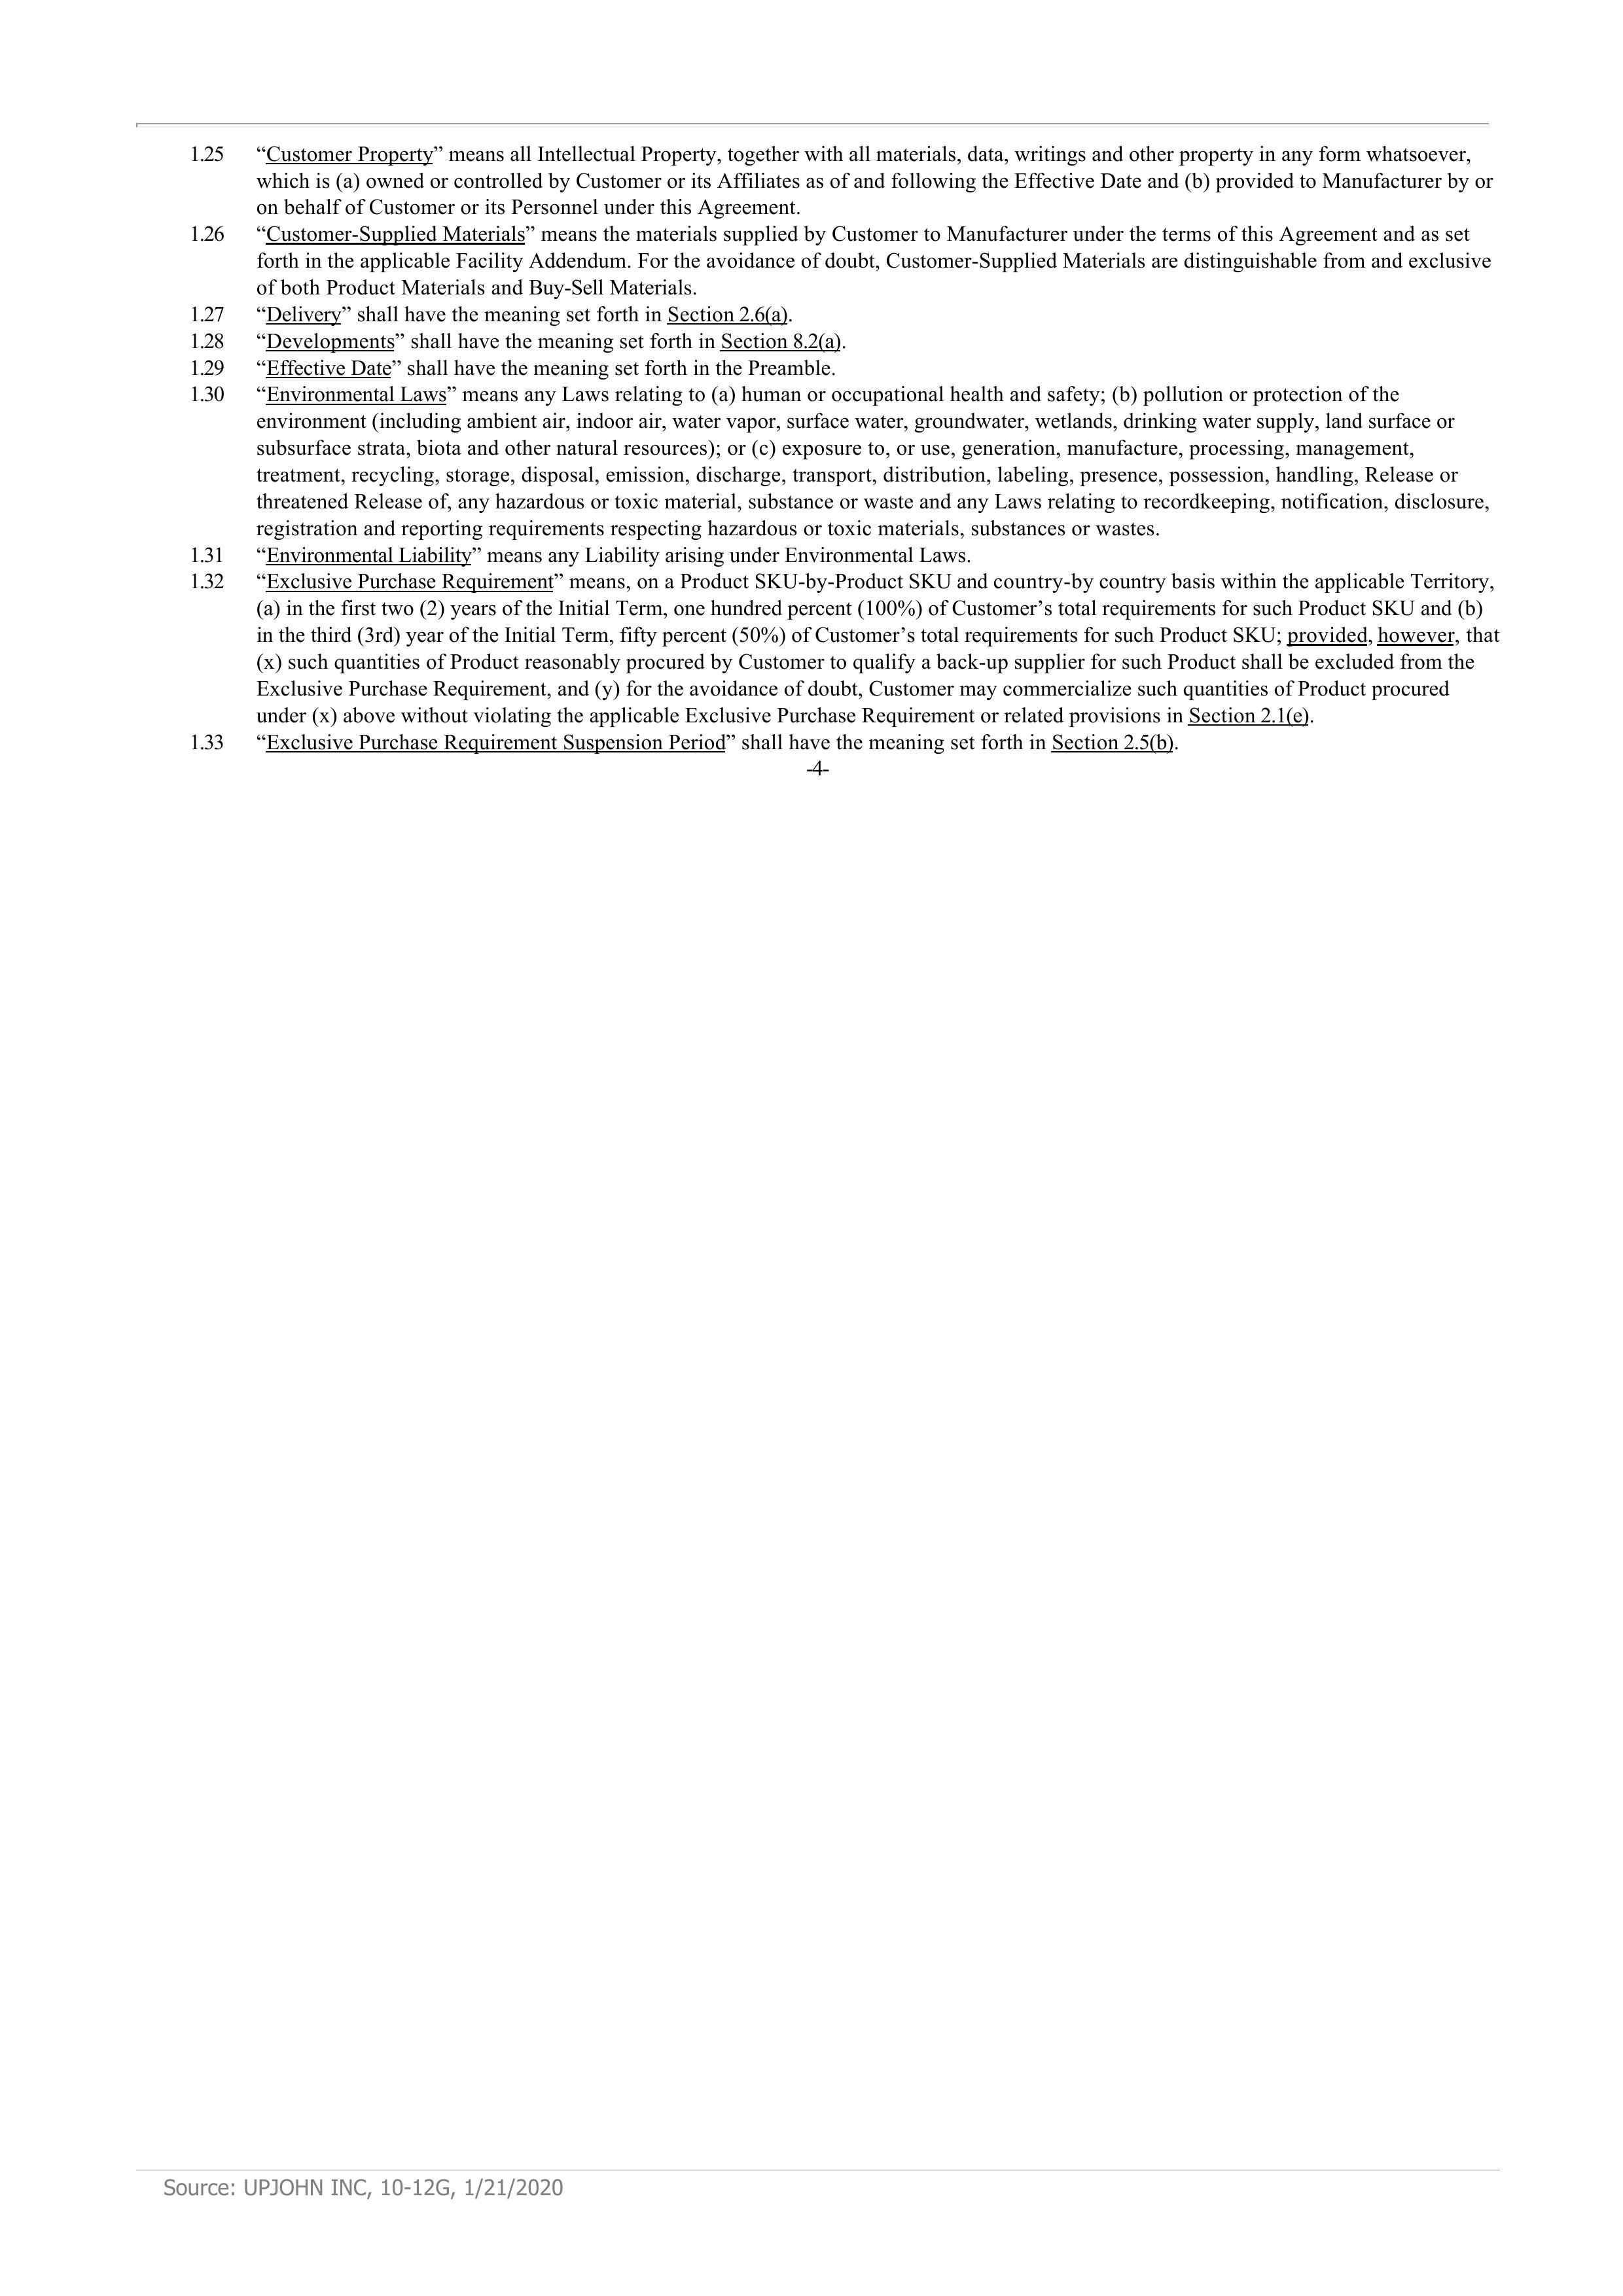 1.25 “Customer Property” means all Intellectual Property, together with all materials, data, writings and other property in any form whatsoever,
which is (a) owned or controlled by Customer or its Affiliates as of and following the Effective Date and (b) provided to Manufacturer by or
on behalf of Customer or its Personnel under this Agreement.
1.26 “Customer-Supplied Materials” means the materials supplied by Customer to Manufacturer under the terms of this Agreement and as set
forth in the applicable Facility Addendum. For the avoidance of doubt, Customer-Supplied Materials are distinguishable from and exclusive
of both Product Materials and Buy-Sell Materials.
1.27 “Delivery” shall have the meaning set forth in Section 2.6(a).
1.28 “Developments” shall have the meaning set forth in Section 8.2(a).
1.29 “Effective Date” shall have the meaning set forth in the Preamble.
1.30 “Environmental Laws” means any Laws relating to (a) human or occupational health and safety; (b) pollution or protection of the
environment (including ambient air, indoor air, water vapor, surface water, groundwater, wetlands, drinking water supply, land surface or
subsurface strata, biota and other natural resources); or (c) exposure to, or use, generation, manufacture, processing, management,
treatment, recycling, storage, disposal, emission, discharge, transport, distribution, labeling, presence, possession, handling, Release or
threatened Release of, any hazardous or toxic material, substance or waste and any Laws relating to recordkeeping, notification, disclosure,
registration and reporting requirements respecting hazardous or toxic materials, substances or wastes.
1.31 “Environmental Liability” means any Liability arising under Environmental Laws.
1.32 “Exclusive Purchase Requirement” means, on a Product SKU-by-Product SKU and country-by country basis within the applicable Territory,
(a) in the first two (2) years of the Initial Term, one hundred percent (100%) of Customer’s total requirements for such Product SKU and (b)
in the third (3rd) year of the Initial Term, fifty percent (50%) of Customer’s total requirements for such Product SKU; provided, however, that
(x) such quantities of Product reasonably procured by Customer to qualify a back-up supplier for such Product shall be excluded from the
Exclusive Purchase Requirement, and (y) for the avoidance of doubt, Customer may commercialize such quantities of Product procured
under (x) above without violating the applicable Exclusive Purchase Requirement or related provisions in Section 2.1(e).
1.33 “Exclusive Purchase Requirement Suspension Period” shall have the meaning set forth in Section 2.5(b).
-4-
Source: UPJOHN INC, 10-12G, 1/21/2020